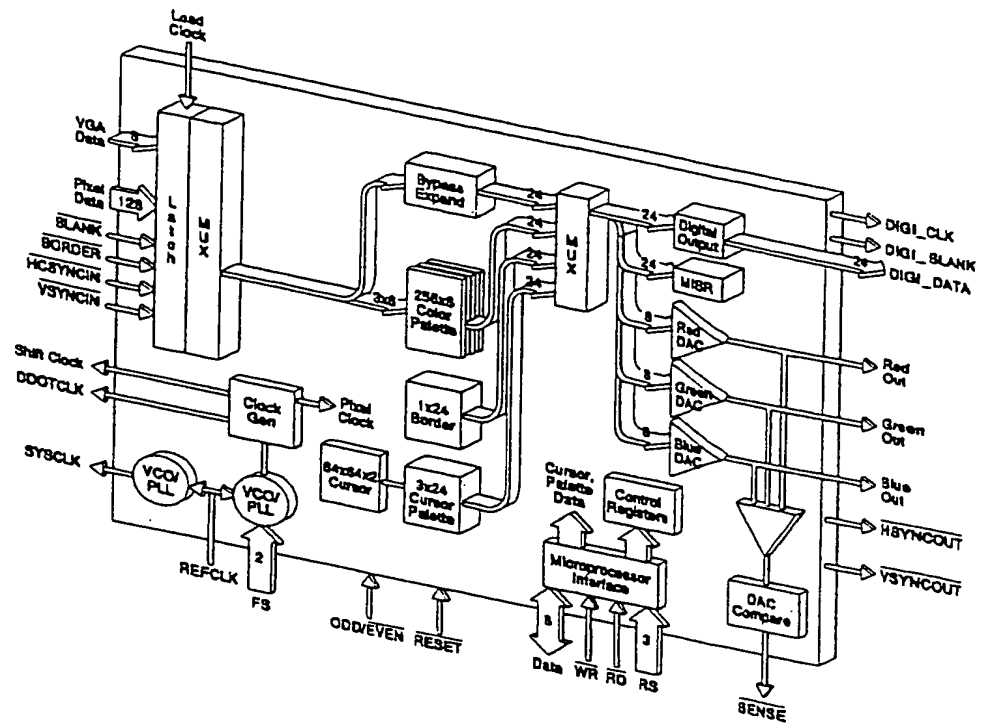 Load
Clock
VGA
Data
8
Pixel
Data
128
BLANK
BORDER
HCSYNCIN
VSYNCIN
Latch
MUX
Bypass
Expand
3x8
256x8
Color
Palette
1x24
Border
64x64x2
Cursor
3x24
Cursor
Palette
24
24
24
24
MUX
24
Digital
Output
24
MISR
8
Red
DAC
8
Green
DAC
8
Blue
DAC
DIGI_CLK
DIGI_BLANK
24
DIGI_DATA
Red
Out
Green
Out
Blue
Out
HSYNCOUT
VSYNCOUT
DAC
Compare
SENSE
Shift Clock
DDOTCLK
SYSCLK
Clock
Gen
Pixel
Clock
VCO/
PLL
VCO/
PLL
REFCLK
2
FS
ODD/EVEN
RESET
Cursor,
Palette
Data
Control
Registers
Microprocessor
Interface
8
3
Data
WR
RD
RS